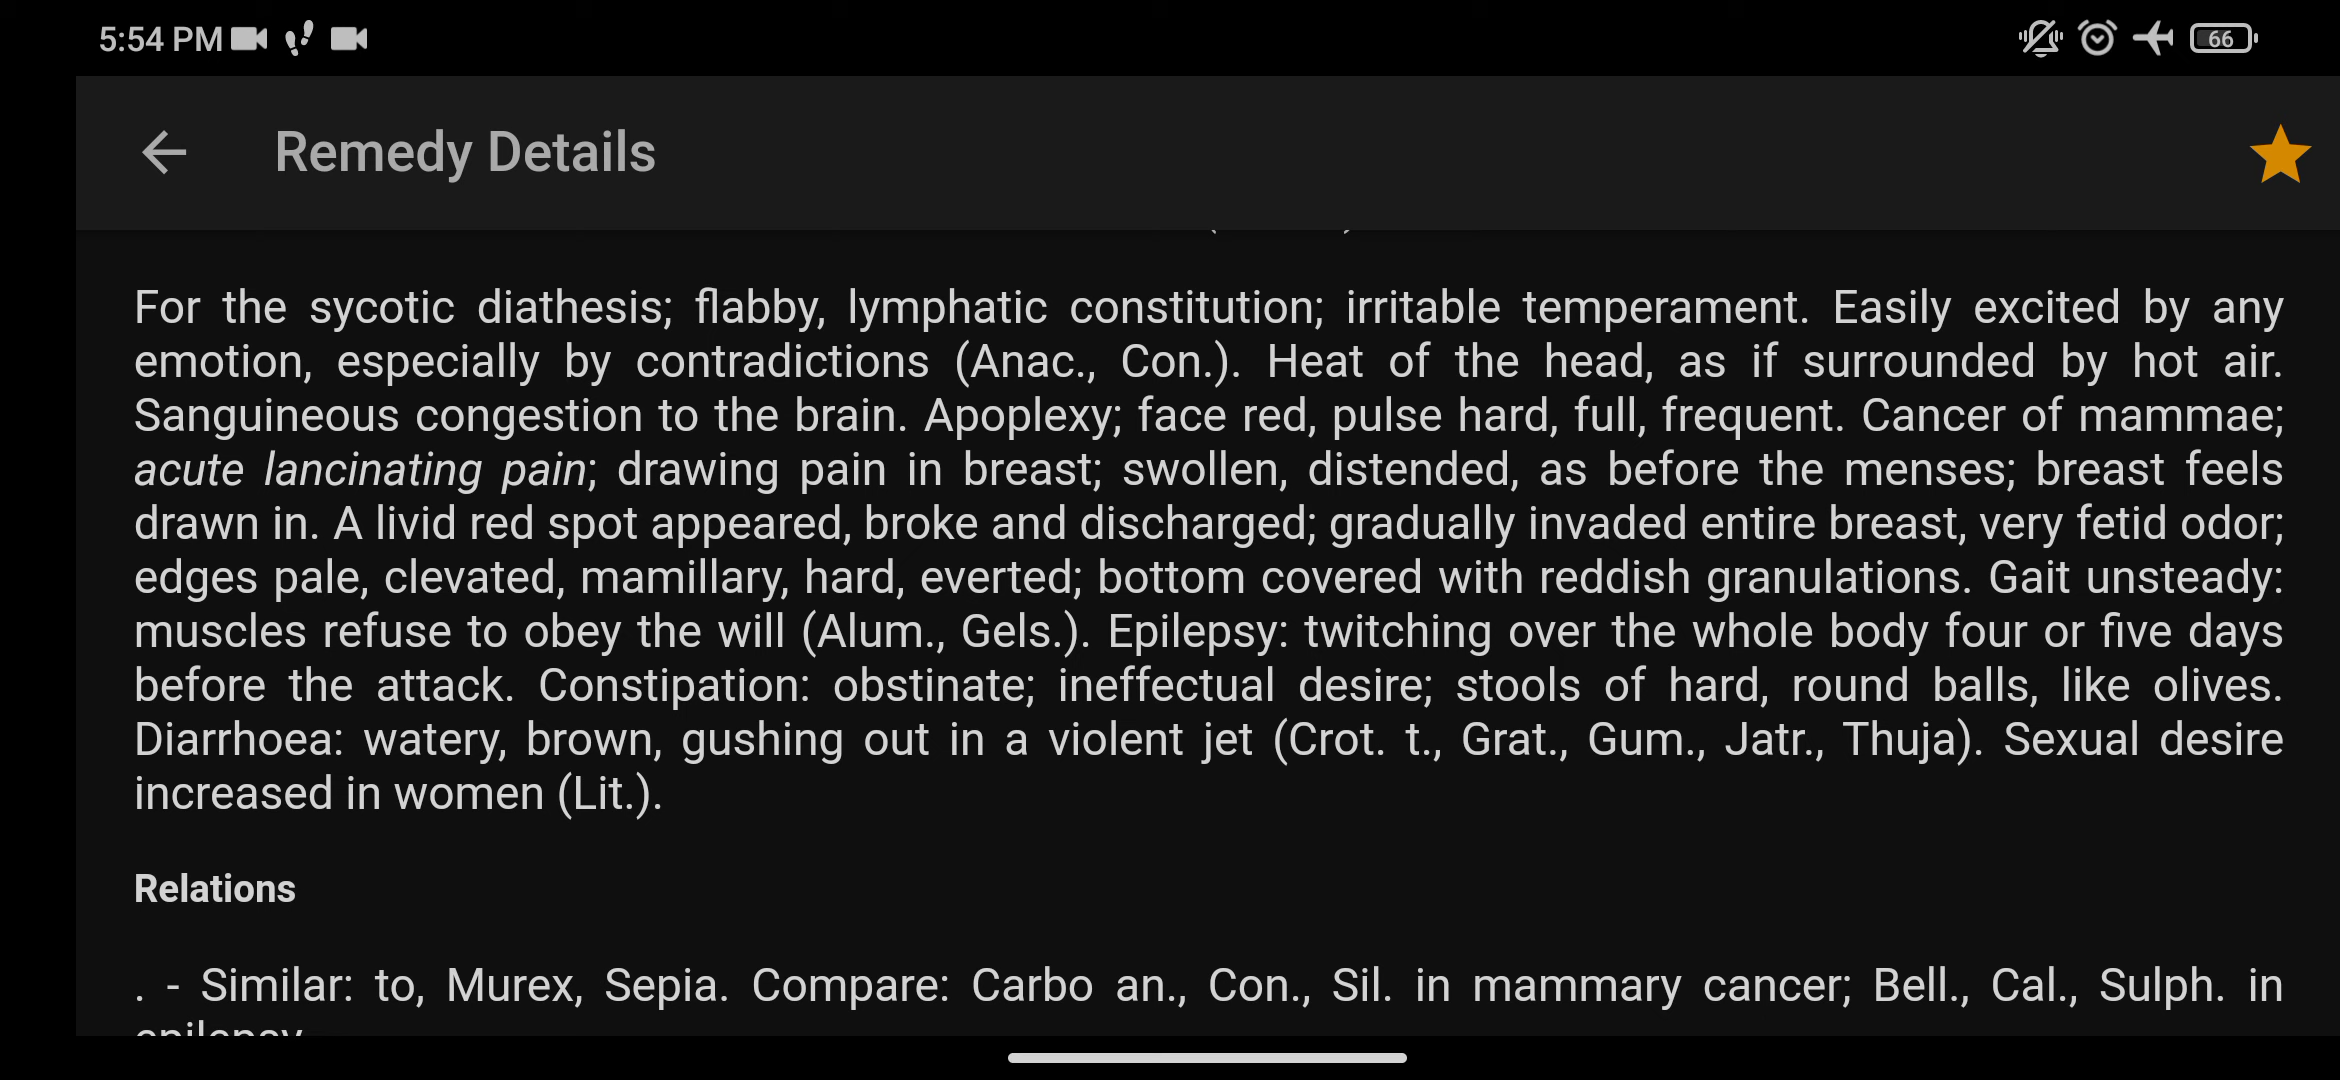 5:54 PM
66
Remedy Details
For the sycotic diathesis; flabby, lymphatic constitution; irritable temperament. Easily excited by any
emotion, especially by contradictions (Anac., Con.). Heat of the head, as if surrounded by hot air.
Sanguineous congestion to the brain. Apoplexy; face red, pulse hard, full, frequent. Cancer of mammae;
acute lancinating pain; drawing pain in breast; swollen, distended, as before the menses; breast feels
drawn in. A livid red spot appeared, broke and discharged; gradually invaded entire breast, very fetid odor;
edges pale, clevated, mamillary, hard, everted; bottom covered with reddish granulations. Gait unsteady:
muscles refuse to obey the will (Alum., Gels.). Epilepsy: twitching over the whole body four or five days
before the attack. Constipation: obstinate; ineffectual desire; stools of hard, round balls, like olives.
Diarrhoea: watery, brown, gushing out in a violent jet (Crot. t., Grat., Gum., Jatr., Thuja). Sexual desire
increased in women (Lit.).
Relations
. - Similar: to, Murex, Sepia. Compare: Carbo an., Con., Sil. in mammary cancer; Bell., Cal., Sulph. in
epilepsy